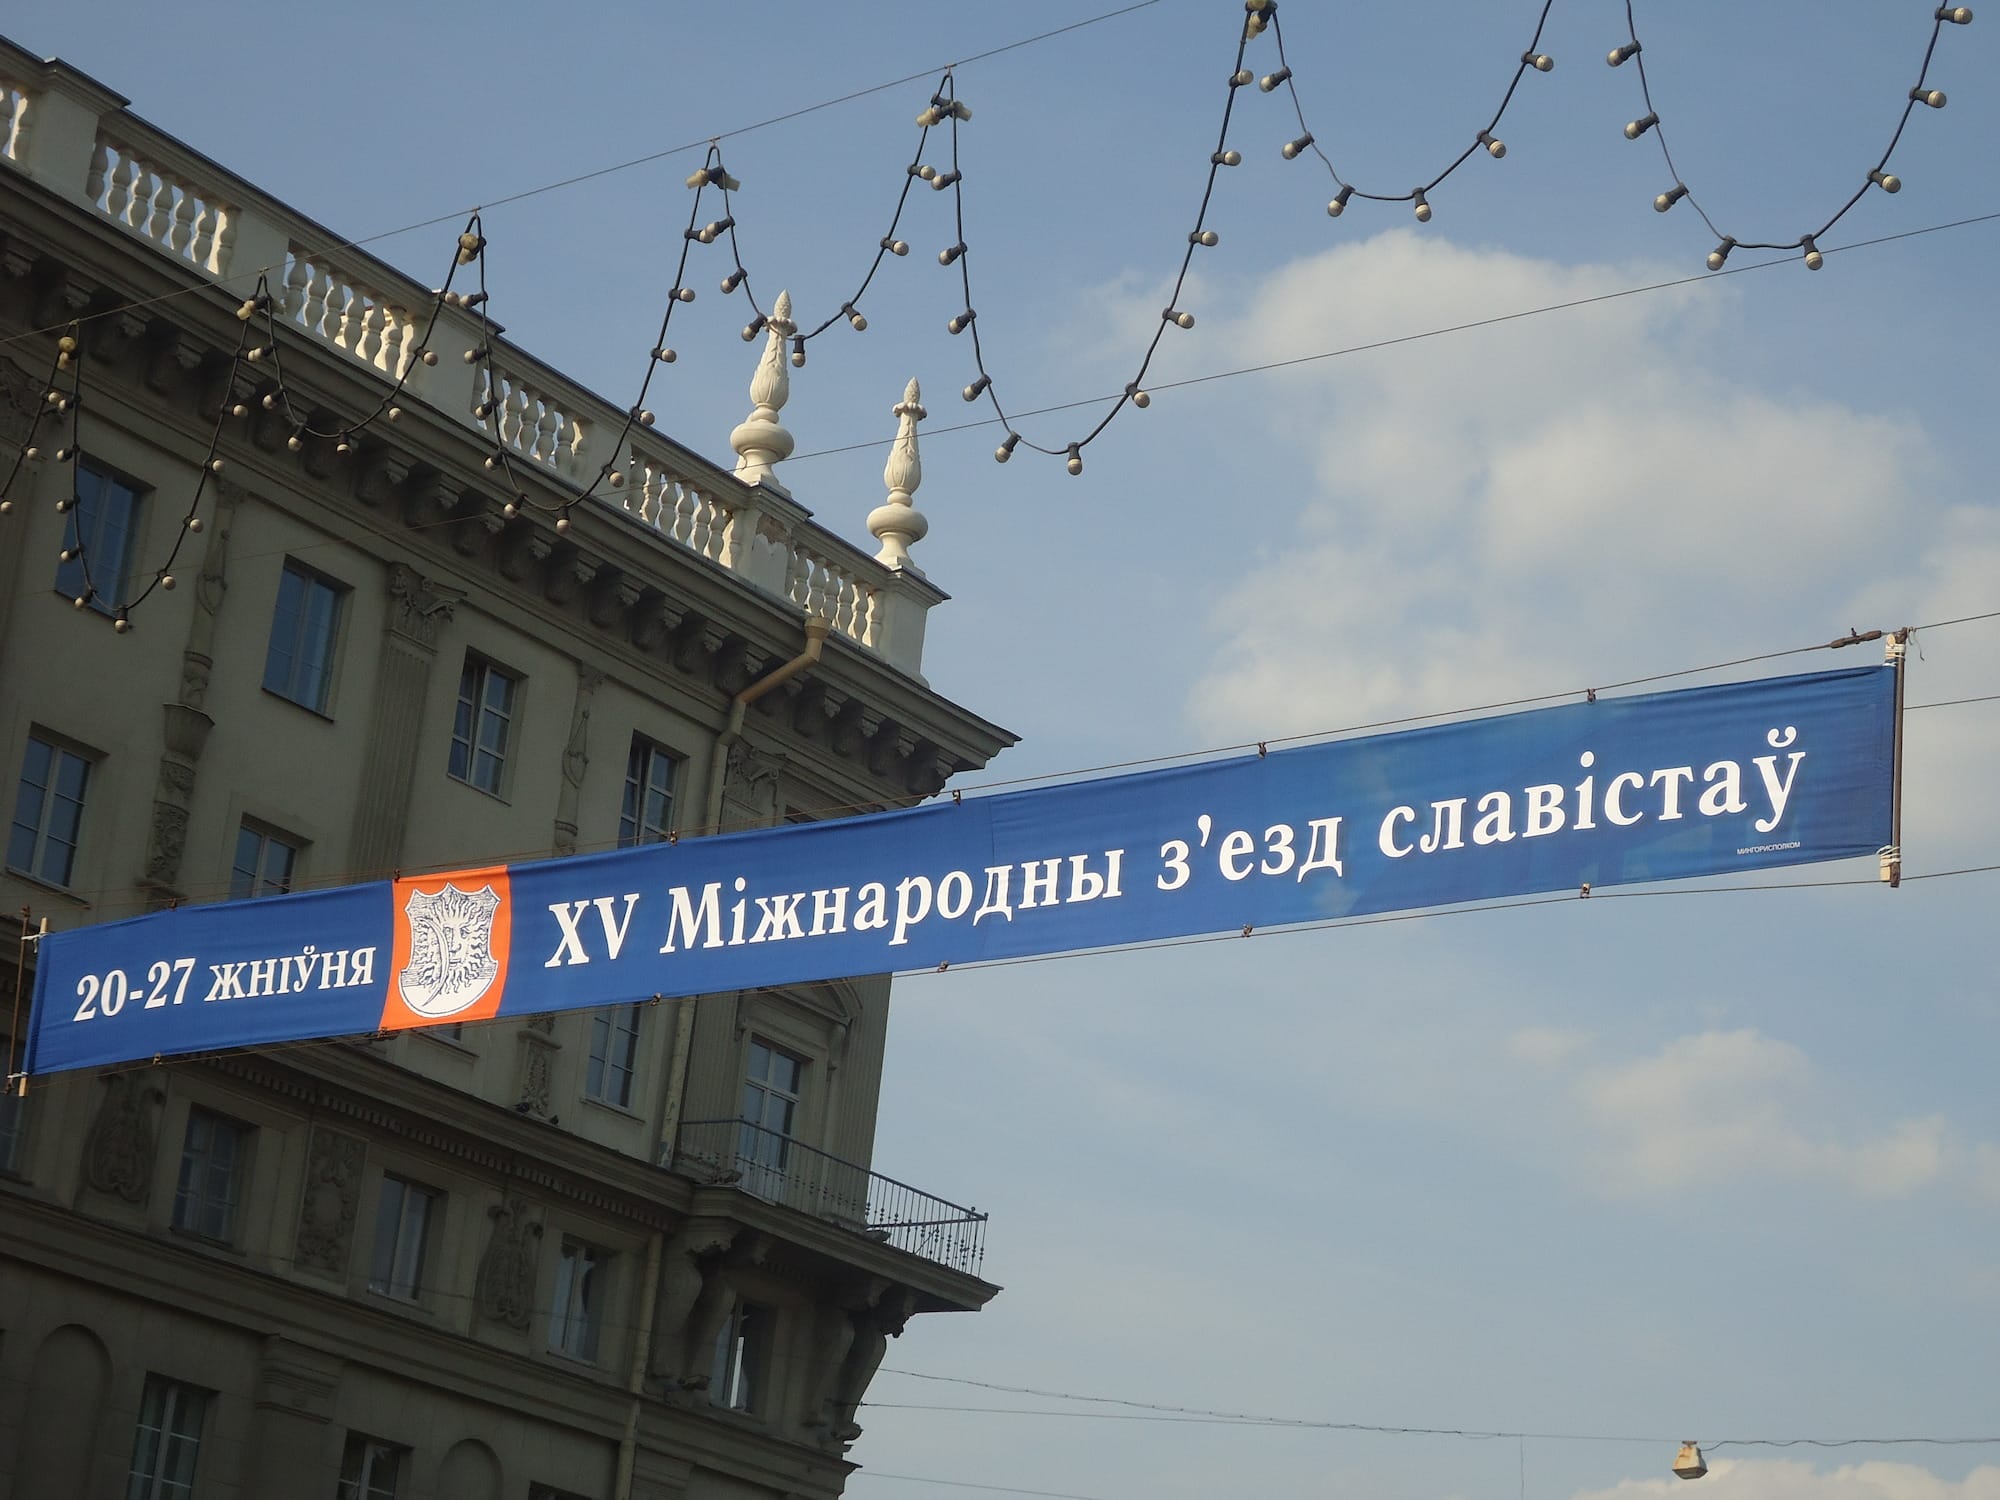 20-27 жніўня
XV Міжнародны з'езд славістаў
МИНГОРИСПОЛКОМ